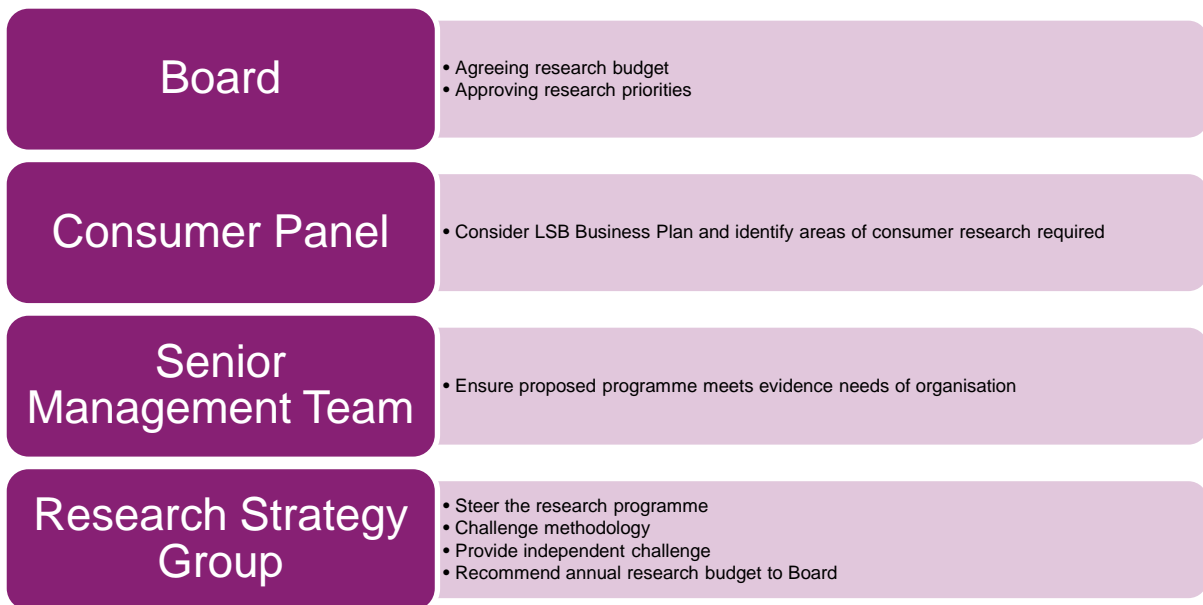 Board
• Agreeing research budget
• Approving research priorities
Consumer Panel
• Consider LSB Business Plan and identify areas of consumer research required
Senior
Management Team
• Ensure proposed programme meets evidence needs of organisation
Research Strategy
Group
• Steer the research programme
• Challenge methodology
• Provide independent challenge
• Recommend annual research budget to Board